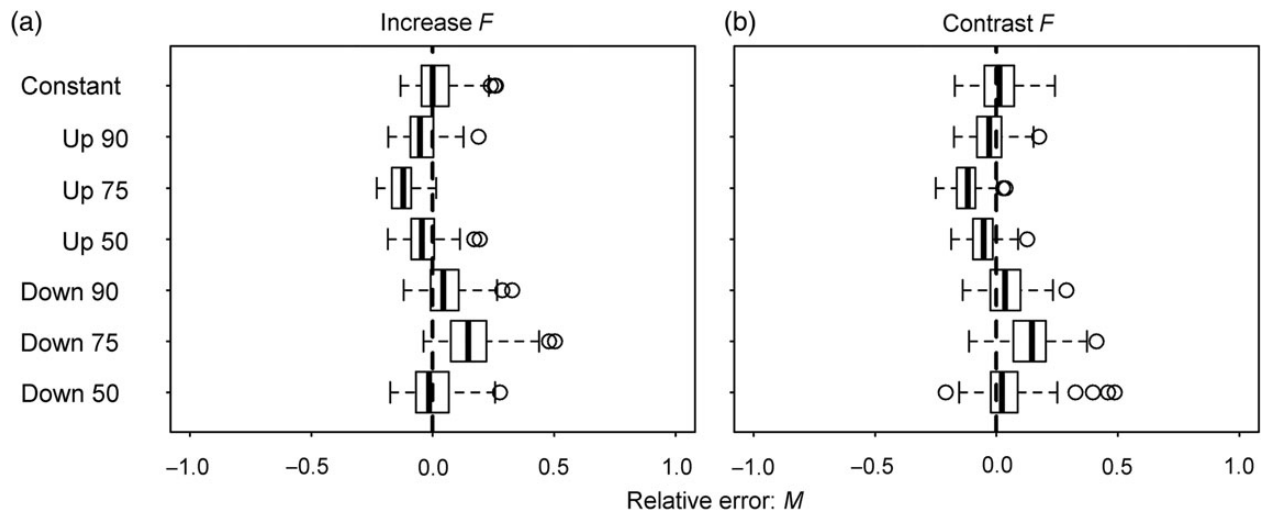 (a)
Increase F
(b)
Contrast F
Constant
Up 90
Up 75
Up 50
Down 90
Down 75
Down 50
−1.0 −0.5 0.0 0.5 1.0
−1.0 −0.5 0.0 0.5 1.0
Relative error: M